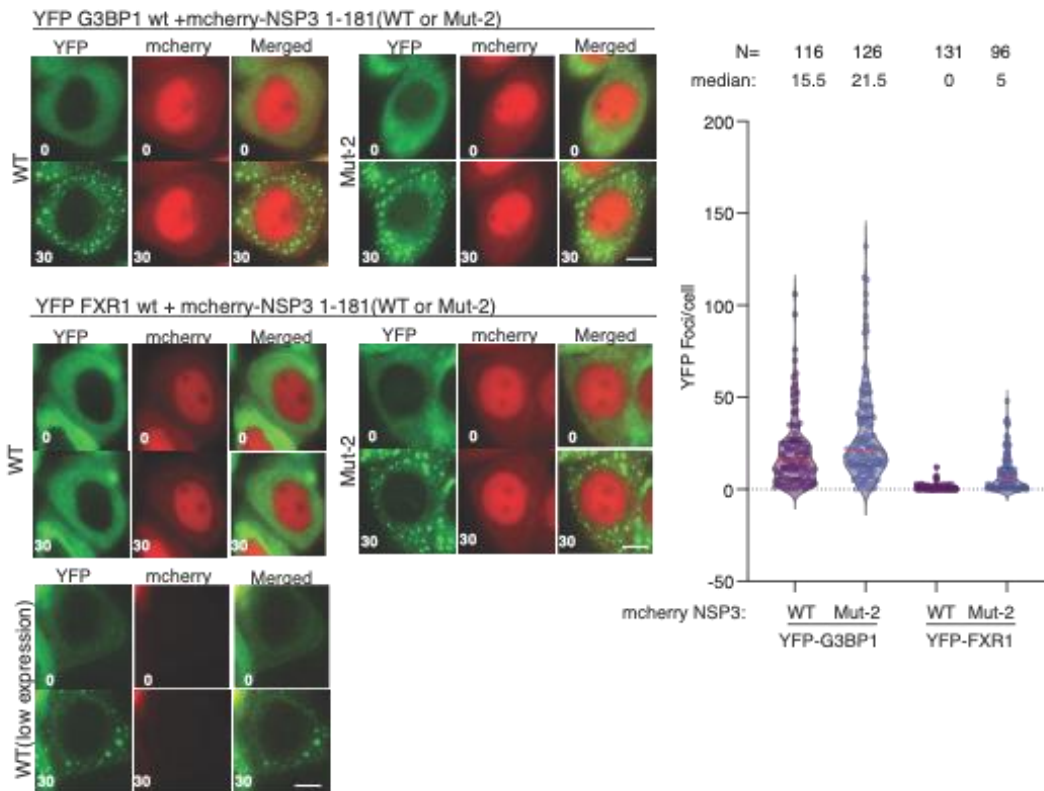 YFP G3BP1 wt +mcherry-NSP3 1-181(WT or Mut-2)
YFP mcherry Merged
WT
0 0 0
30 30 30
YFP mcherry Merged
Mut-2
0 0 0
30 30 30
YFP FXR1 wt + mcherry-NSP3 1-181(WT or Mut-2)
YFP mcherry Merged
WT
0 0 0
30 30 30
YFP mcherry Merged
Mut-2
0 0 0
30 30 30
YFP mcherry Merged
WT(low expression)
0 0 0
30 30 30
N= 116 126 131 96
median: 15.5 21.5 0 5
YFP Foci/cell
200
150
100
50
0
-50
mcherry NSP3: WT Mut-2 WT Mut-2
YFP-G3BP1 YFP-FXR1